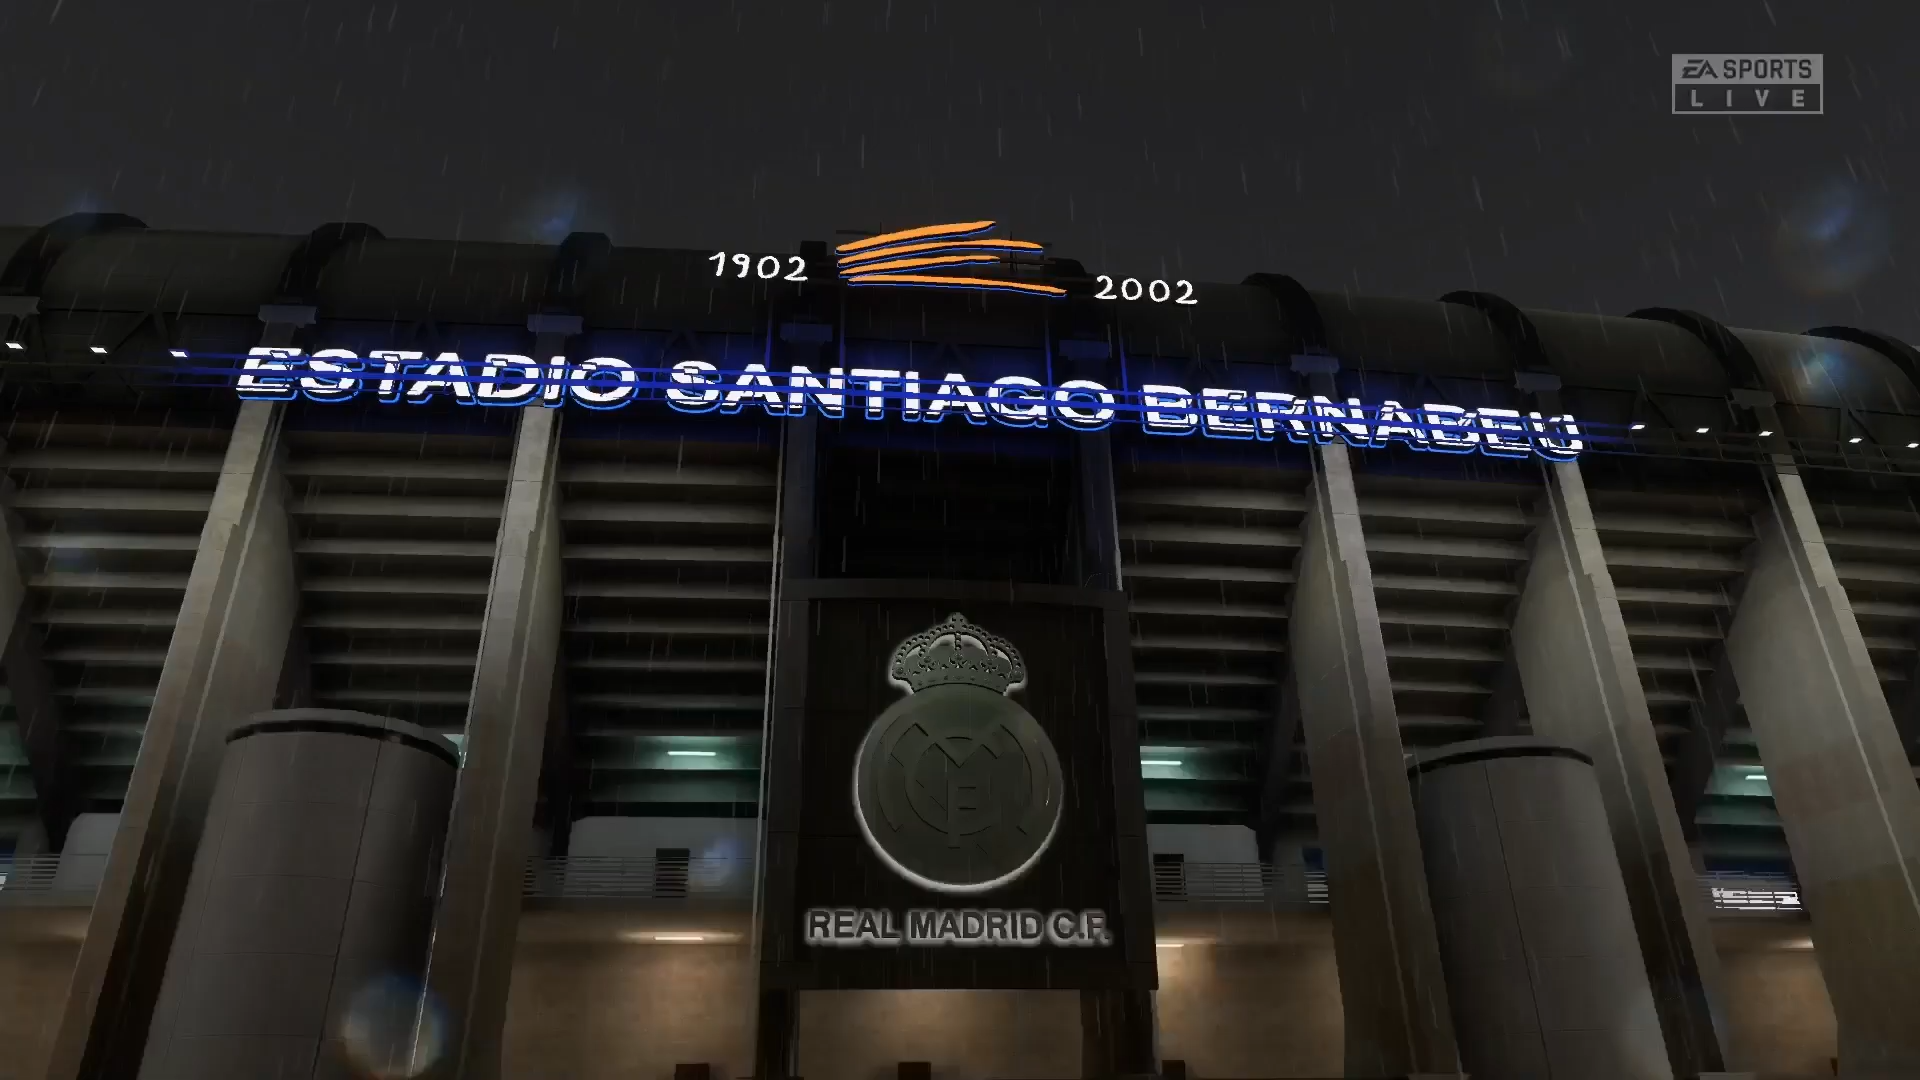 EA SPORTS
LIVE
1902 2002
ESTADIO SANTIAGO BERNABEU
REAL MADRID C.F.